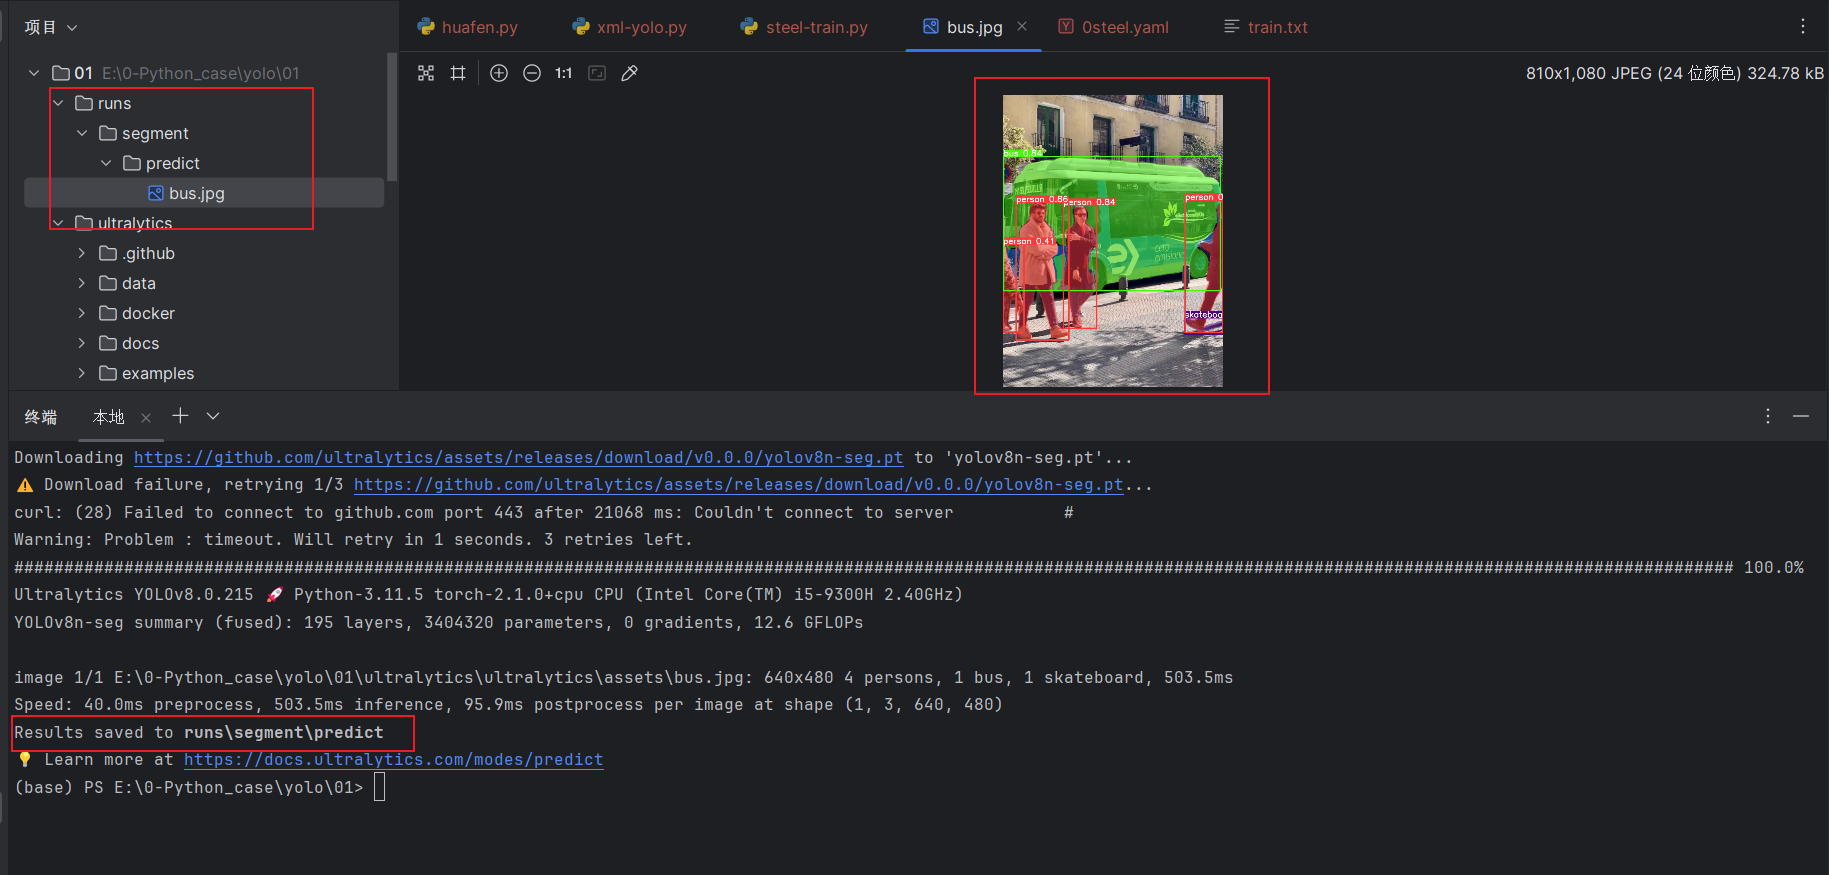 项目
huafen.py
xml-yolo.py
steel-train.py
bus.jpg
0steel.yaml
train.txt
01 E:\0-Python_case\yolo\01
1:1
810x1,080 JPEG (24 位颜色) 324.78 kB
runs
segment
predict
bus.jpg
ultralytics
.github
data
docker
docs
examples
bus 0.84
person 0.86
person 0.84
person 0
person 0.41
skateboa
终端
本地
Downloading https://github.com/ultralytics/assets/releases/download/v0.0.0/yolov8n-seg.pt to 'yolov8n-seg.pt'...
⚠️ Download failure, retrying 1/3 https://github.com/ultralytics/assets/releases/download/v0.0.0/yolov8n-seg.pt...
curl: (28) Failed to connect to github.com port 443 after 21068 ms: Couldn't connect to server #
Warning: Problem : timeout. Will retry in 1 seconds. 3 retries left.
############################################################################################################################################################################ 100.0%
Ultralytics YOLOv8.0.215 🚀 Python-3.11.5 torch-2.1.0+cpu CPU (Intel Core(TM) i5-9300H 2.40GHz)
YOLOv8n-seg summary (fused): 195 layers, 3404320 parameters, 0 gradients, 12.6 GFLOPs
image 1/1 E:\0-Python_case\yolo\01\ultralytics\ultralytics\assets\bus.jpg: 640x480 4 persons, 1 bus, 1 skateboard, 503.5ms
Speed: 40.0ms preprocess, 503.5ms inference, 95.9ms postprocess per image at shape (1, 3, 640, 480)
Results saved to runs\segment\predict
💡 Learn more at https://docs.ultralytics.com/modes/predict
(base) PS E:\0-Python_case\yolo\01>